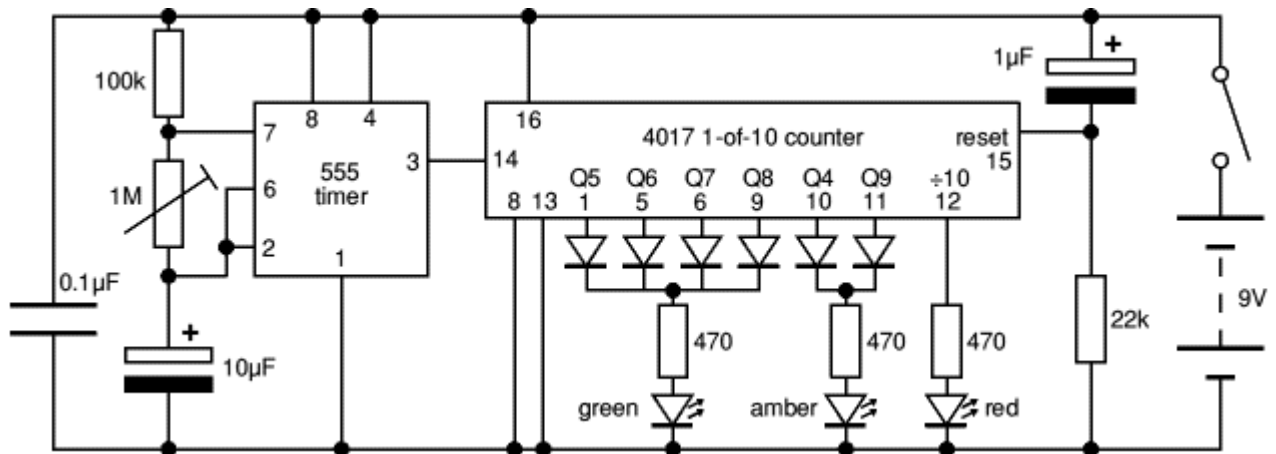 100k
1M
0.1µF
+
10µF
7
8
4
6
2
3
1
555
timer
16
4017 1-of-10 counter
reset
15
14
Q5 Q6 Q7 Q8 Q4 Q9 ÷10
8 13 1 5 6 9 10 11 12
470
470
470
green
amber
red
1µF
+
22k
9V